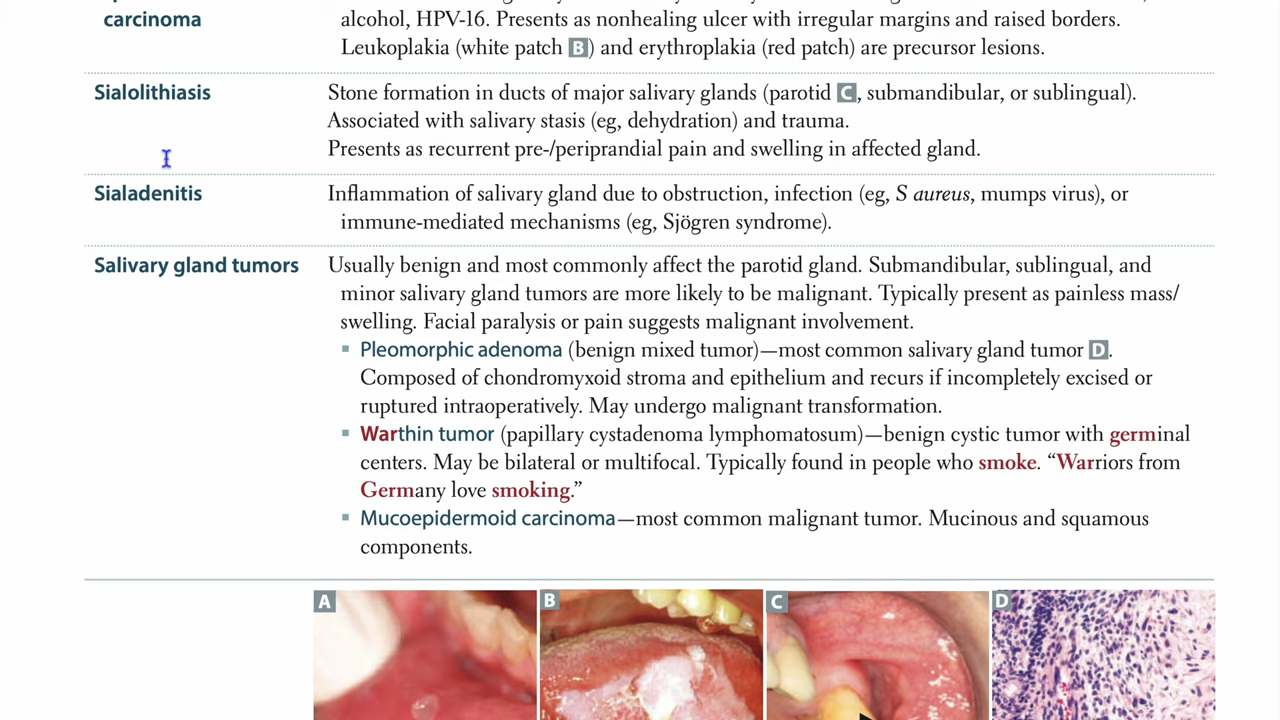 carcinoma
alcohol, HPV-16. Presents as nonhealing ulcer with irregular margins and raised borders.
Leukoplakia (white patch B) and erythroplakia (red patch) are precursor lesions.
Sialolithiasis
Stone formation in ducts of major salivary glands (parotid C, submandibular, or sublingual).
Associated with salivary stasis (eg, dehydration) and trauma.
Presents as recurrent pre-/periprandial pain and swelling in affected gland.
Sialadenitis
Inflammation of salivary gland due to obstruction, infection (eg, S aureus, mumps virus), or
immune-mediated mechanisms (eg, Sjögren syndrome).
Salivary gland tumors
Usually benign and most commonly affect the parotid gland. Submandibular, sublingual, and
minor salivary gland tumors are more likely to be malignant. Typically present as painless mass/
swelling. Facial paralysis or pain suggests malignant involvement.
▪ Pleomorphic adenoma (benign mixed tumor)—most common salivary gland tumor D.
Composed of chondromyxoid stroma and epithelium and recurs if incompletely excised or
ruptured intraoperatively. May undergo malignant transformation.
▪ Warthin tumor (papillary cystadenoma lymphomatosum)—benign cystic tumor with germinal
centers. May be bilateral or multifocal. Typically found in people who smoke. “Warriors from
Germany love smoking.”
▪ Mucoepidermoid carcinoma—most common malignant tumor. Mucinous and squamous
components.
A B C D